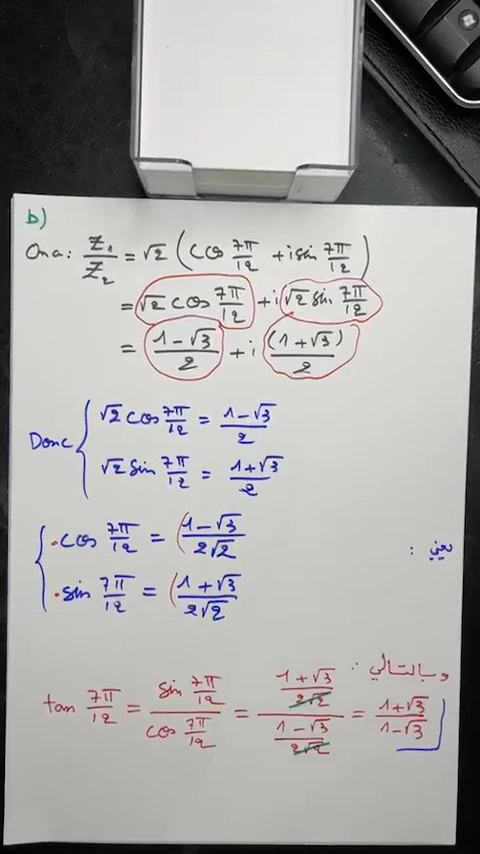 b)
On a : Z₁/Z₂ = √2 (cos 7π/12 + i sin 7π/12)
= √2 cos 7π/12 + i √2 sin 7π/12
= (1-√3)/2 + i (1+√3)/2
Donc { √2 cos 7π/12 = (1-√3)/2
√2 sin 7π/12 = (1+√3)/2
يعني :
{ . cos 7π/12 = (1-√3)/(2√2)
. sin 7π/12 = (1+√3)/(2√2)
وبالتالي :
tan 7π/12 = (sin 7π/12)/(cos 7π/12) = ((1+√3)/(2√2))/((1-√3)/(2√2)) = (1+√3)/(1-√3)